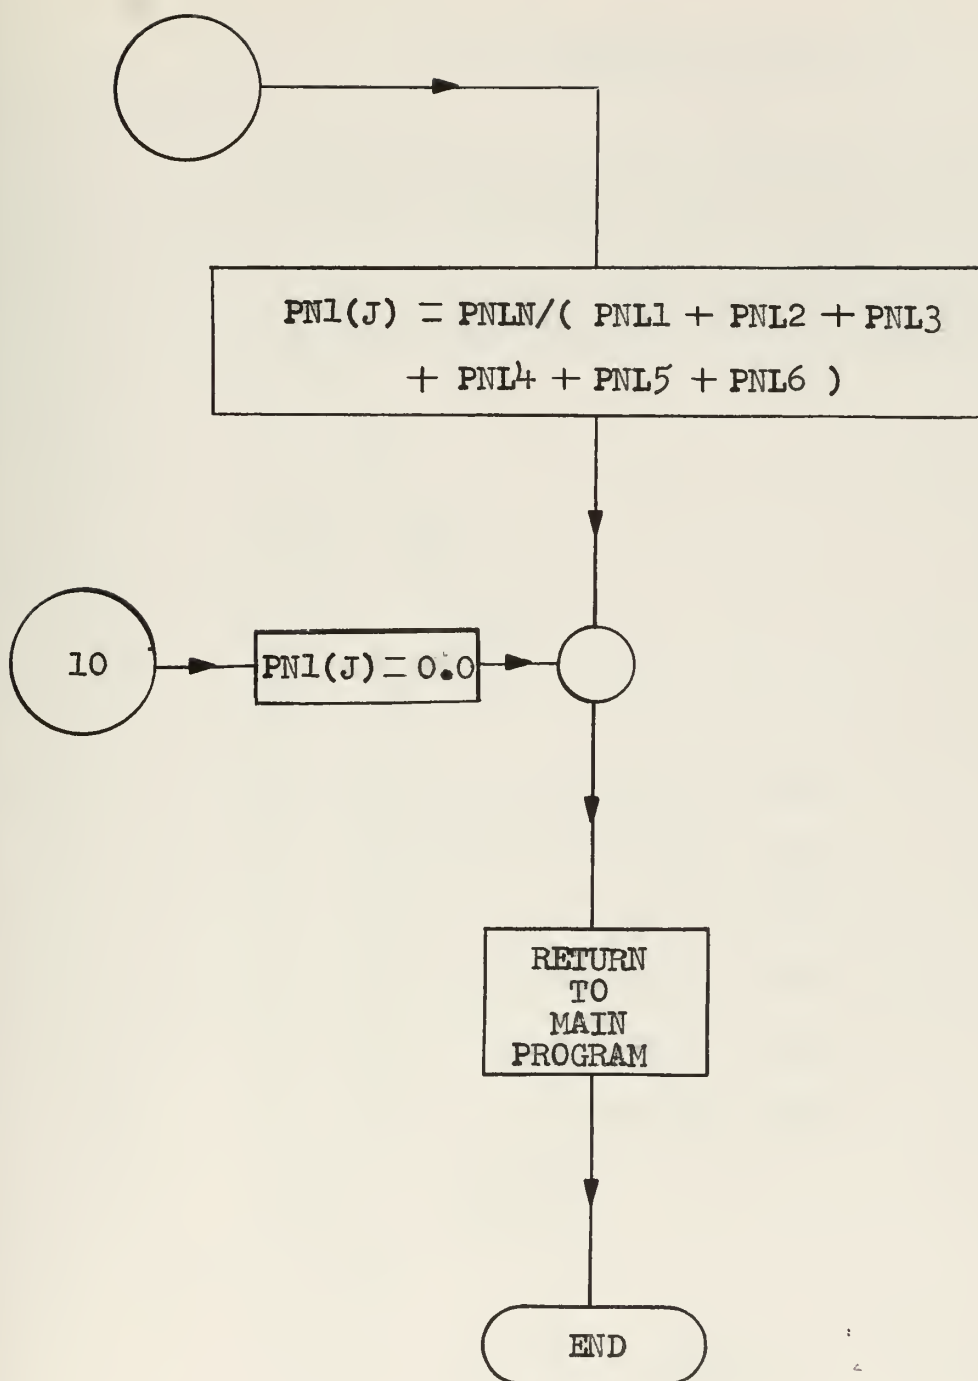 PN1(J) = PNLN/( PNL1 + PNL2 + PNL3
+ PNL4 + PNL5 + PNL6 )
10
PN1(J) = 0.0
RETURN
TO
MAIN
PROGRAM
END